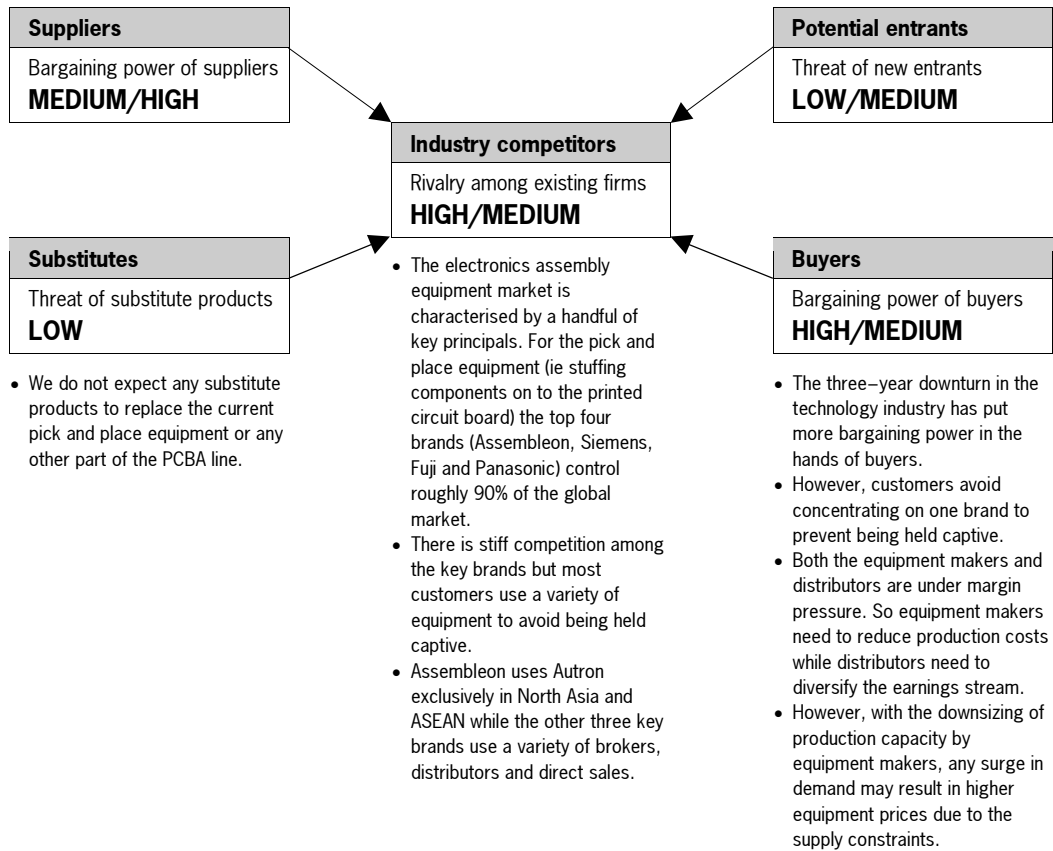 Suppliers
Bargaining power of suppliers
MEDIUM/HIGH
Potential entrants
Threat of new entrants
LOW/MEDIUM
Industry competitors
Rivalry among existing firms
HIGH/MEDIUM
Substitutes
Threat of substitute products
LOW
Buyers
Bargaining power of buyers
HIGH/MEDIUM
• We do not expect any substitute
products to replace the current
pick and place equipment or any
other part of the PCBA line.
• The electronics assembly
equipment market is
characterised by a handful of
key principals. For the pick and
place equipment (ie stuffing
components on to the printed
circuit board) the top four
brands (Assembleon, Siemens,
Fuji and Panasonic) control
roughly 90% of the global
market.
• There is stiff competition among
the key brands but most
customers use a variety of
equipment to avoid being held
captive.
• Assembleon uses Autron
exclusively in North Asia and
ASEAN while the other three key
brands use a variety of brokers,
distributors and direct sales.
• The three–year downturn in the
technology industry has put
more bargaining power in the
hands of buyers.
• However, customers avoid
concentrating on one brand to
prevent being held captive.
• Both the equipment makers and
distributors are under margin
pressure. So equipment makers
need to reduce production costs
while distributors need to
diversify the earnings stream.
• However, with the downsizing of
production capacity by
equipment makers, any surge in
demand may result in higher
equipment prices due to the
supply constraints.